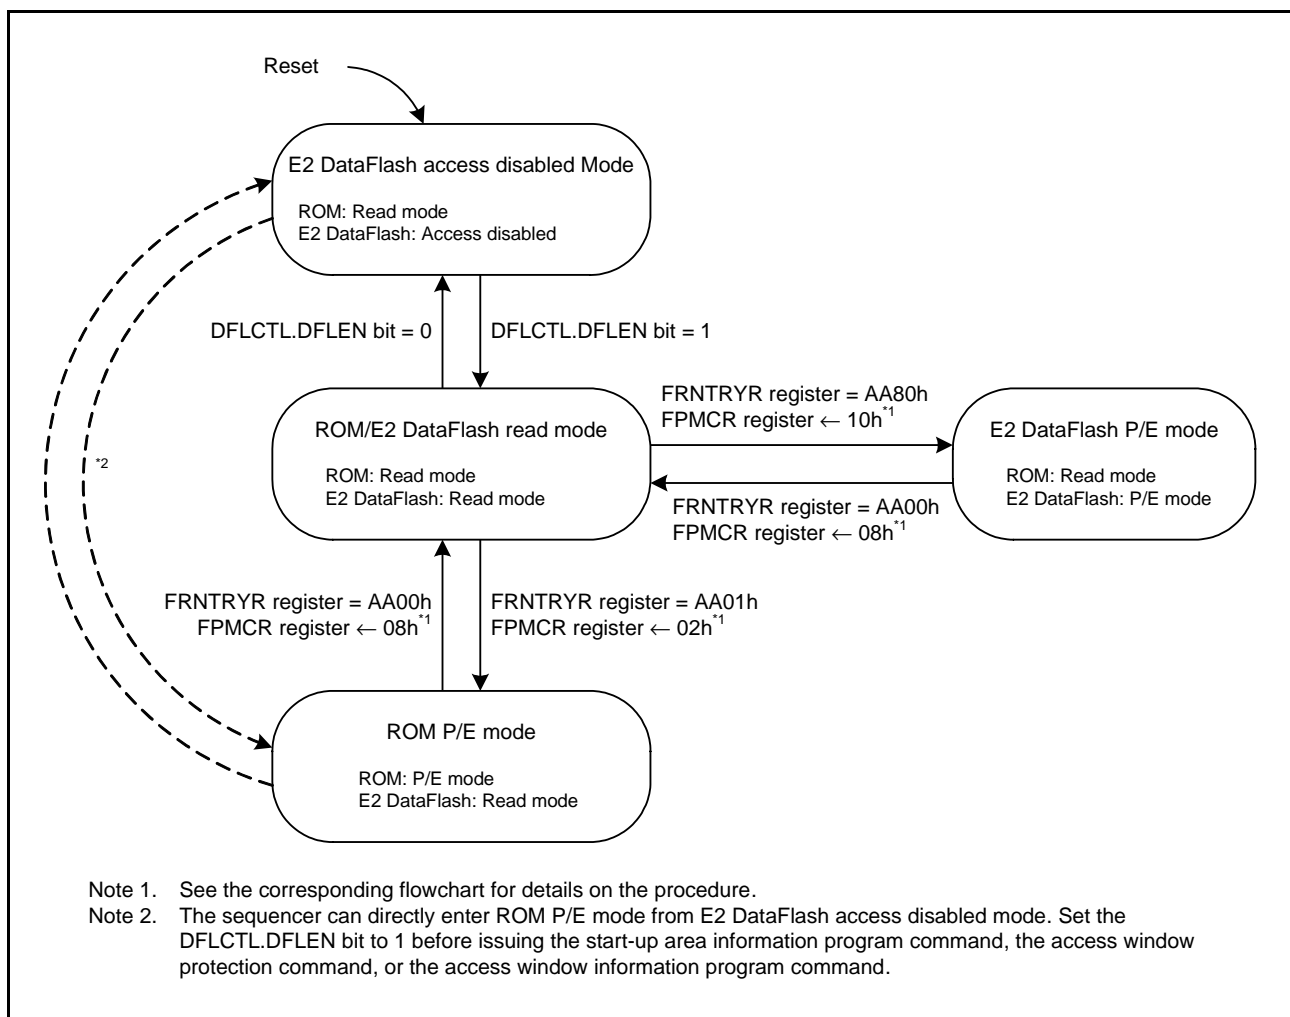 Reset
E2 DataFlash access disabled Mode
ROM: Read mode
E2 DataFlash: Access disabled
DFLCTL.DFLEN bit = 0
DFLCTL.DFLEN bit = 1
ROM/E2 DataFlash read mode
ROM: Read mode
E2 DataFlash: Read mode
FRNTRYR register = AA80h
FPMCR register ← 10h*1
E2 DataFlash P/E mode
ROM: Read mode
E2 DataFlash: P/E mode
FRNTRYR register = AA00h
FPMCR register ← 08h*1
*2
FRNTRYR register = AA00h
FPMCR register ← 08h*1
FRNTRYR register = AA01h
FPMCR register ← 02h*1
ROM P/E mode
ROM: P/E mode
E2 DataFlash: Read mode
Note 1. See the corresponding flowchart for details on the procedure.
Note 2. The sequencer can directly enter ROM P/E mode from E2 DataFlash access disabled mode. Set the
DFLCTL.DFLEN bit to 1 before issuing the start-up area information program command, the access window
protection command, or the access window information program command.